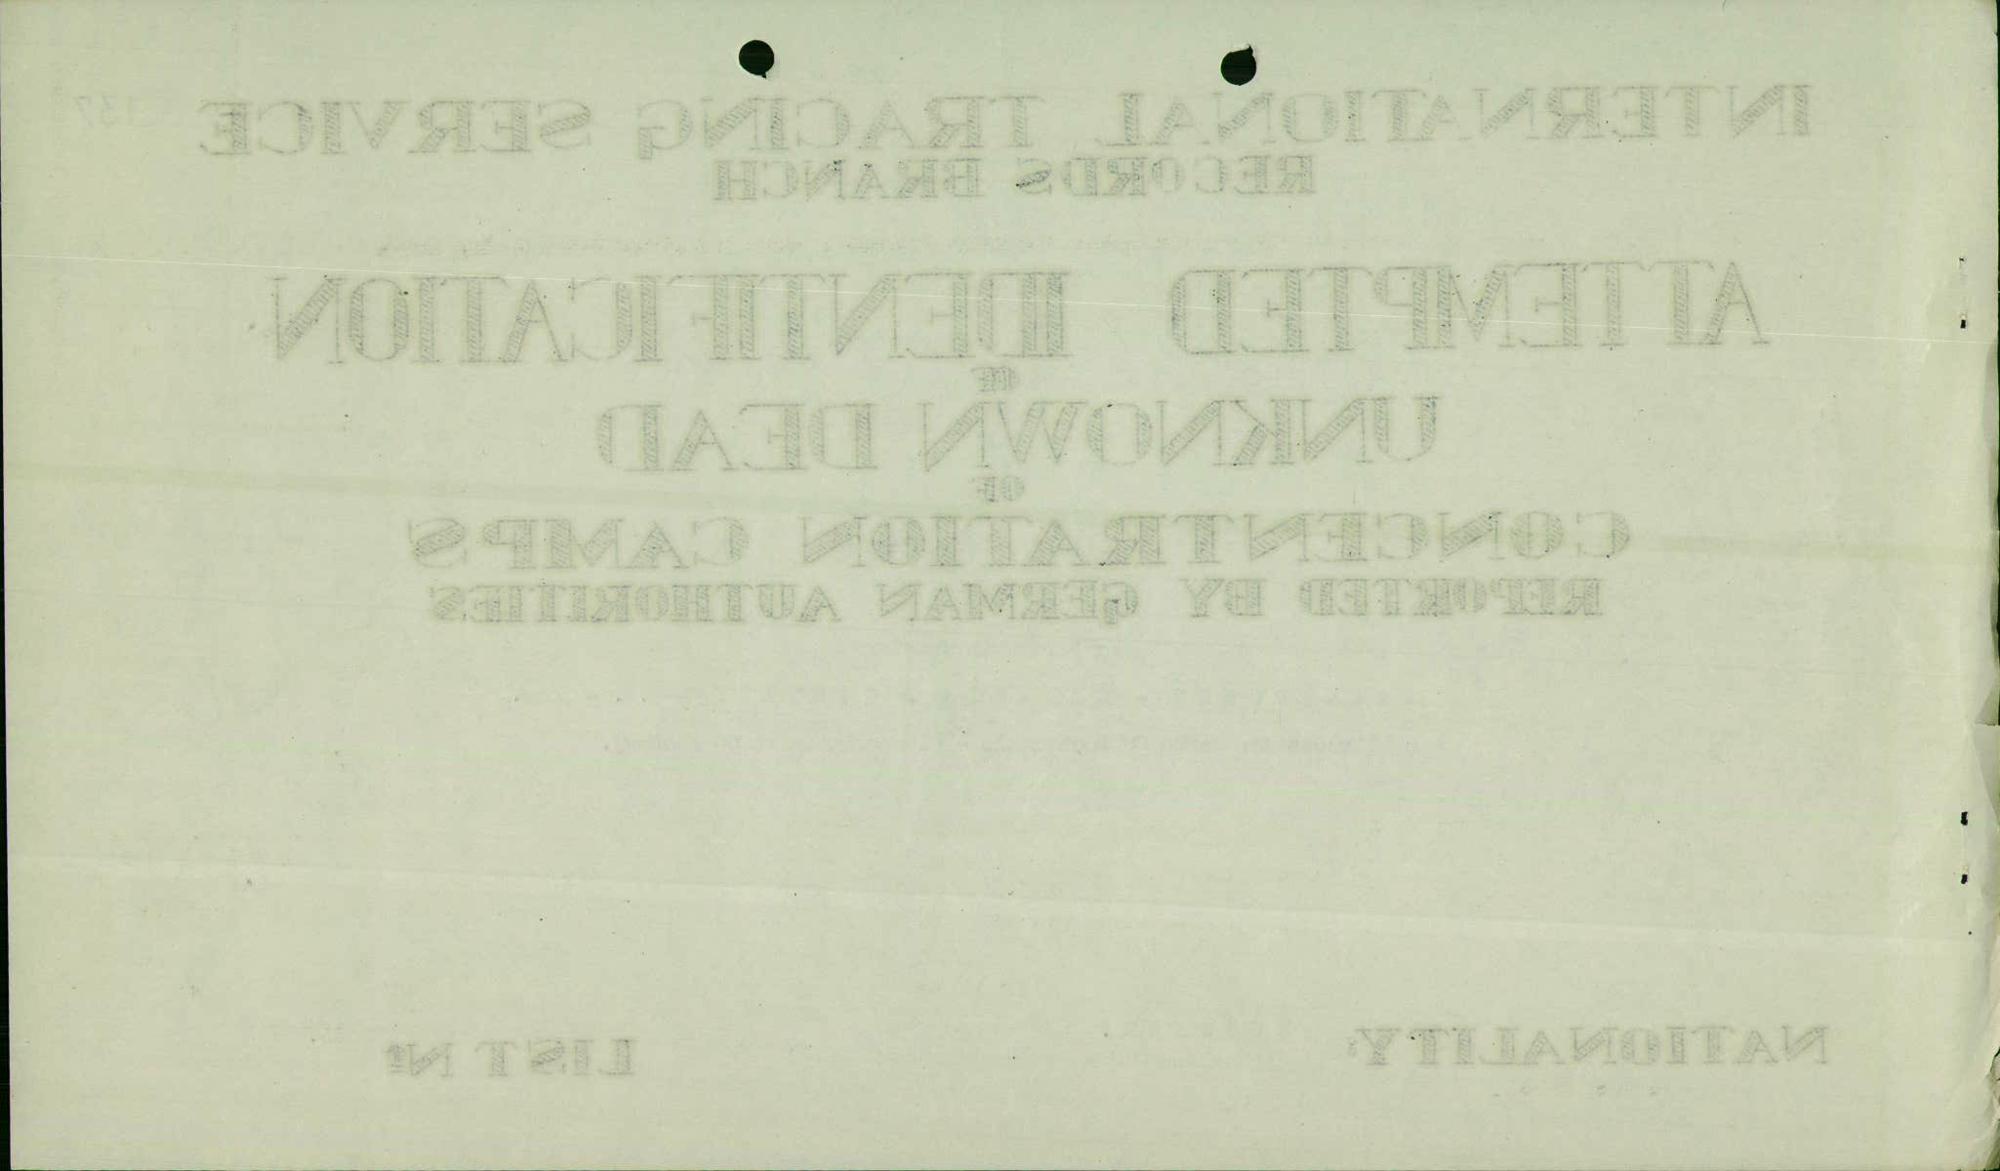 137
INTERNATIONAL TRACING SERVICE
RECORDS BRANCH
ATTEMPTED IDENTIFICATION
OF
UNKNOWN DEAD
OF
CONCENTRATION CAMPS
REPORTED BY GERMAN AUTHORITIES
NATIONALITY: LIST Nº